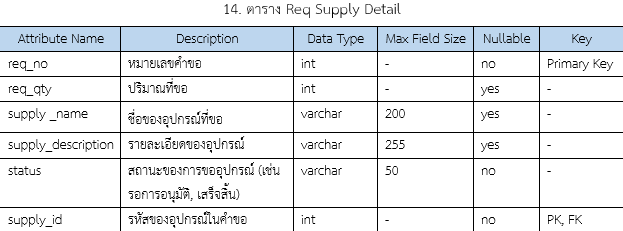 14. ตาราง Req Supply Detail
Attribute Name Description Data Type Max Field Size Nullable Key
req_no หมายเลขคำขอ int - no Primary Key
req_qty ปริมาณที่ขอ int - yes -
supply _name ชื่อของอุปกรณ์ที่ขอ varchar 200 yes -
supply_description รายละเอียดของอุปกรณ์ varchar 255 yes -
status สถานะของการขออุปกรณ์ (เช่น varchar 50 no -
รอการอนุมัติ, เสร็จสิ้น)
supply_id รหัสของอุปกรณ์ในคำขอ int - no PK, FK